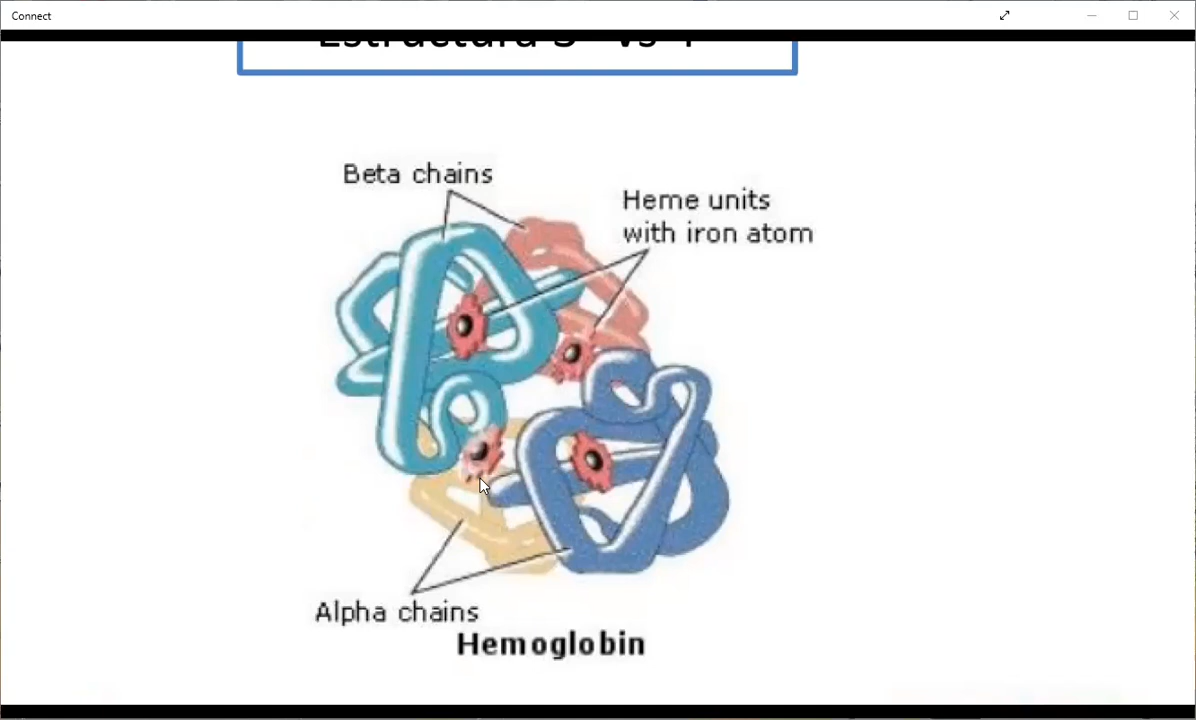 Connect
Beta chains
Heme units
with iron atom
Alpha chains
Hemoglobin